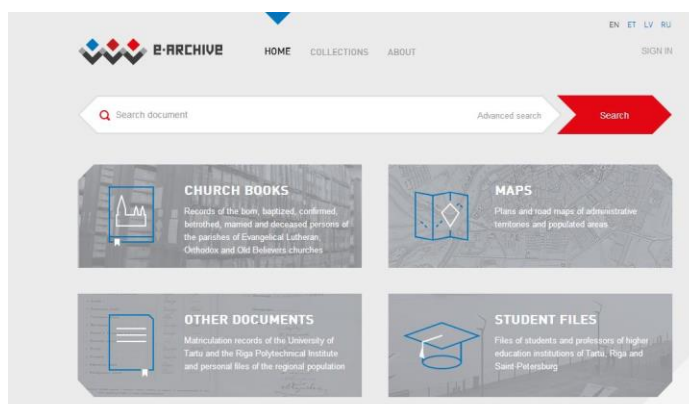 EN ET LV RU
E·ARCHIVE HOME COLLECTIONS ABOUT SIGN IN
Search document Advanced search Search
CHURCH BOOKS
Records of the born, baptized, confirmed,
betrothed, married and deceased persons of
the parishes of Evangelical Lutheran,
Orthodox and Old Believers churches
MAPS
Plans and road maps of administrative
territories and populated areas
OTHER DOCUMENTS
Matriculation records of the University of
Tartu and the Riga Polytechnical Institute
and personal files of the regional population
STUDENT FILES
Files of students and professors of higher
education institutions of Tartu, Riga and
Saint-Petersburg